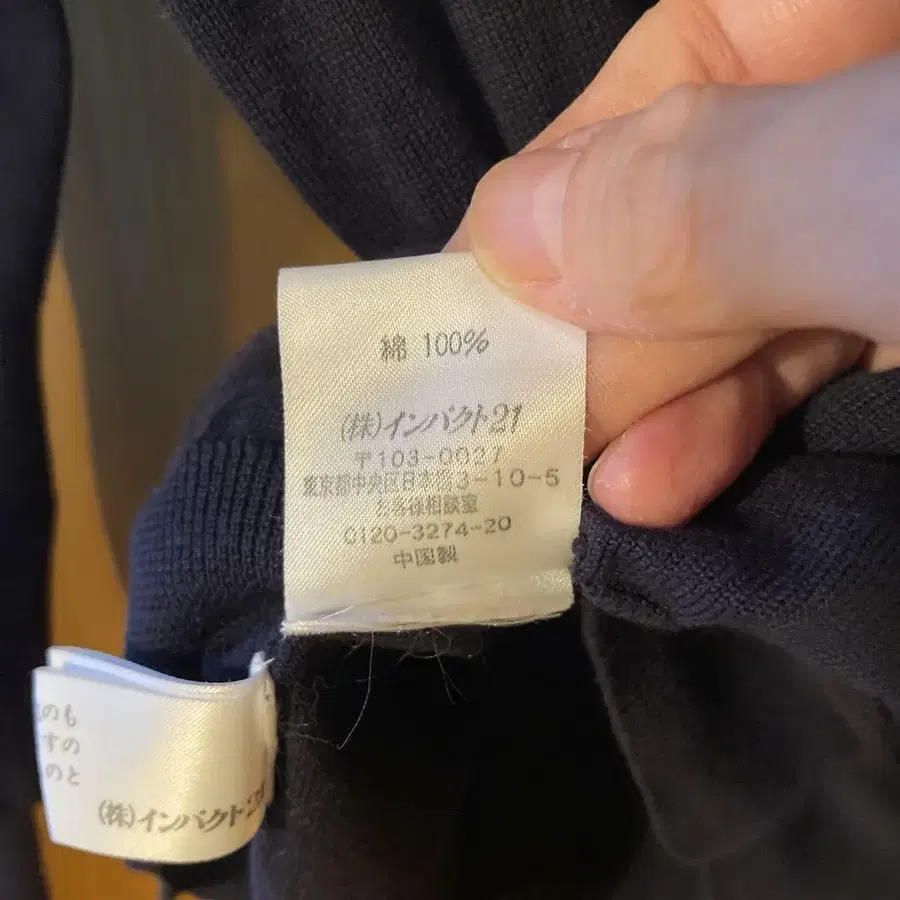 綿 100%
(株)インパクト21
〒103-0027
東京都中央区日本橋3-10-5
お客様相談室
0120-3274-20
中国製
のも
すの
のと
(株)インパクト21